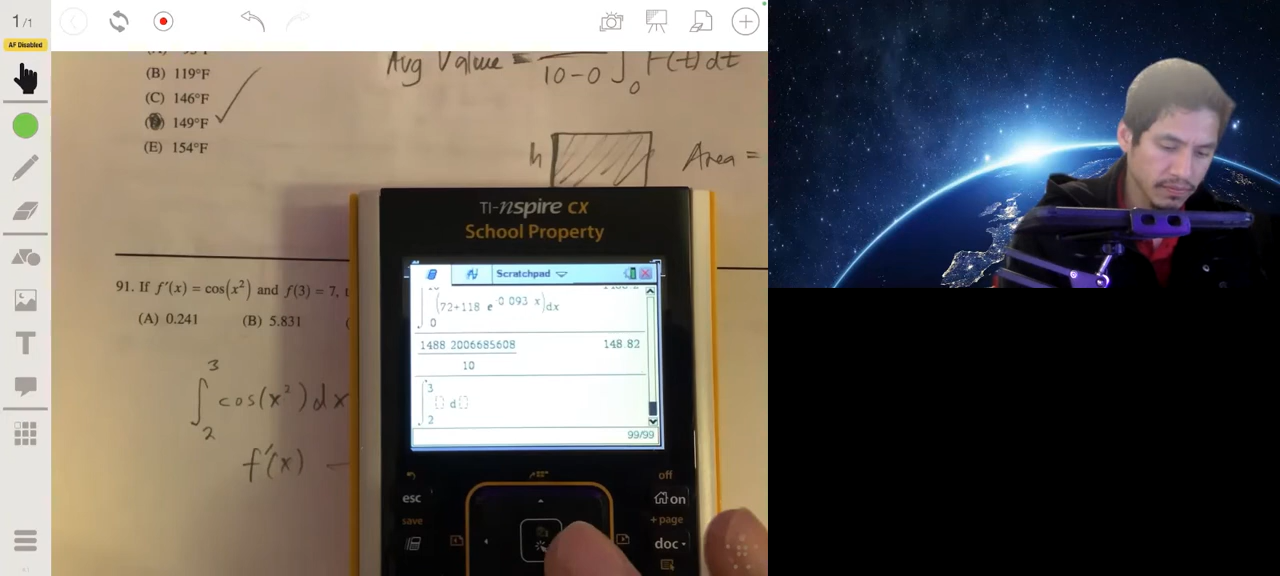 1/1
AF Disabled
Avg Value =
10-0 ∫ F(t) dt
0
(B) 119°F
(C) 146°F
149°F
(E) 154°F
h
Area =
TI-nspire CX
School Property
Scratchpad
0
(72+118 e 0.093 x)dx
1488.2006685608
10
148.82
3
∫ d
2
99/99
91. If f′(x) = cos(x²) and f(3) = 7,
(A) 0.241 (B) 5.831
3
∫ cos(x²) dx
2
f′(x)
esc
save
off
on
+ page
doc
T